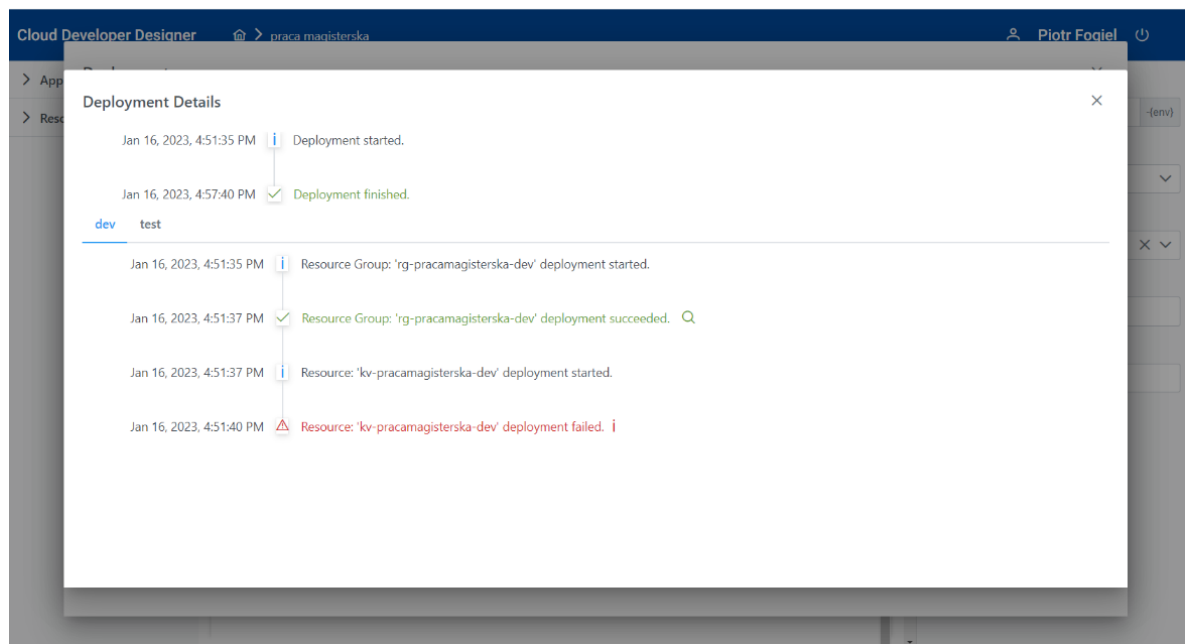 Cloud Developer Designer praca magisterska Piotr Fogiel
App
Reso
-{env}
Deployment Details
Jan 16, 2023, 4:51:35 PM Deployment started.
Jan 16, 2023, 4:57:40 PM Deployment finished.
dev test
Jan 16, 2023, 4:51:35 PM Resource Group: 'rg-pracamagisterska-dev' deployment started.
Jan 16, 2023, 4:51:37 PM Resource Group: 'rg-pracamagisterska-dev' deployment succeeded.
Jan 16, 2023, 4:51:37 PM Resource: 'kv-pracamagisterska-dev' deployment started.
Jan 16, 2023, 4:51:40 PM Resource: 'kv-pracamagisterska-dev' deployment failed.